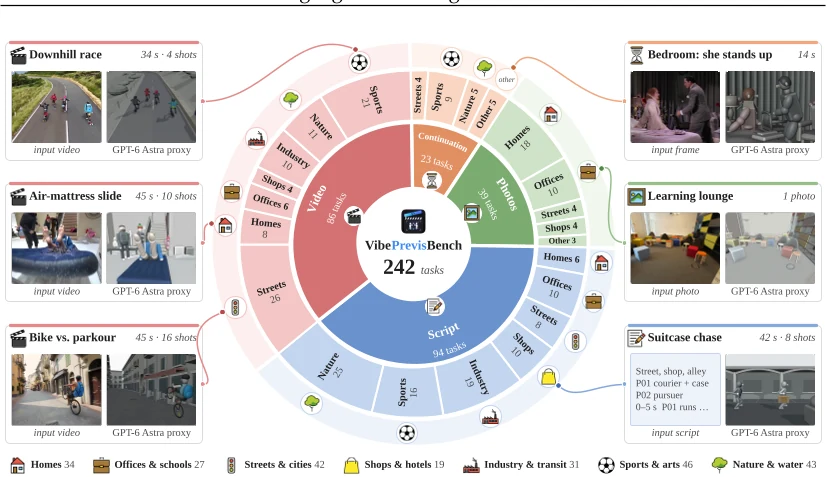 Downhill race
34 s · 4 shots
input video
GPT-6 Astra proxy
Air-mattress slide
45 s · 10 shots
input video
GPT-6 Astra proxy
Bike vs. parkour
45 s · 16 shots
input video
GPT-6 Astra proxy
Video
86 tasks
Sports
21
Nature
11
Industry
10
Shops 4
Offices 6
Homes
8
Streets
26
Continuation
23 tasks
Streets 4
Sports
9
Nature 5
Other 5
other
Photos
39 tasks
Homes
18
Offices
10
Streets 4
Shops 4
Other 3
VibePrevisBench
242 tasks
Script
94 tasks
Homes 6
Offices
10
Streets
8
Shops
10
Industry
19
Sports
16
Nature
25
Bedroom: she stands up
14 s
input frame
GPT-6 Astra proxy
Learning lounge
1 photo
input photo
GPT-6 Astra proxy
Suitcase chase
42 s · 8 shots
Street, shop, alley
P01 courier + case
P02 pursuer
0–5 s P01 runs …
input script
GPT-6 Astra proxy
Homes 34
Offices & schools 27
Streets & cities 42
Shops & hotels 19
Industry & transit 31
Sports & arts 46
Nature & water 43